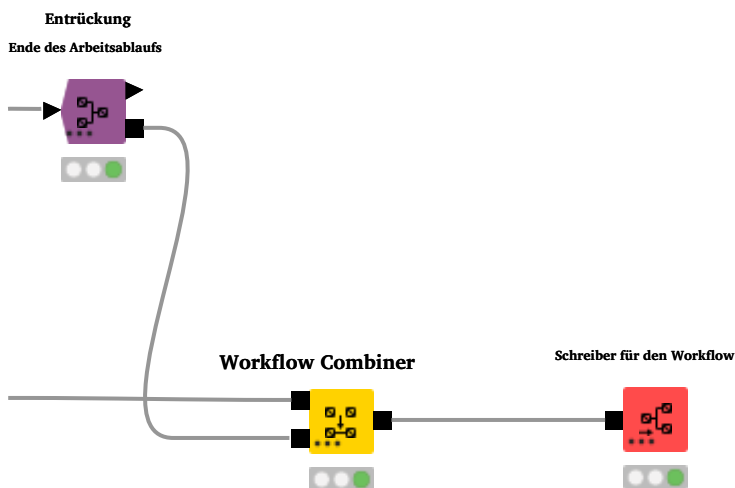 Entrückung
Ende des Arbeitsablaufs
Workflow Combiner
Schreiber für den Workflow